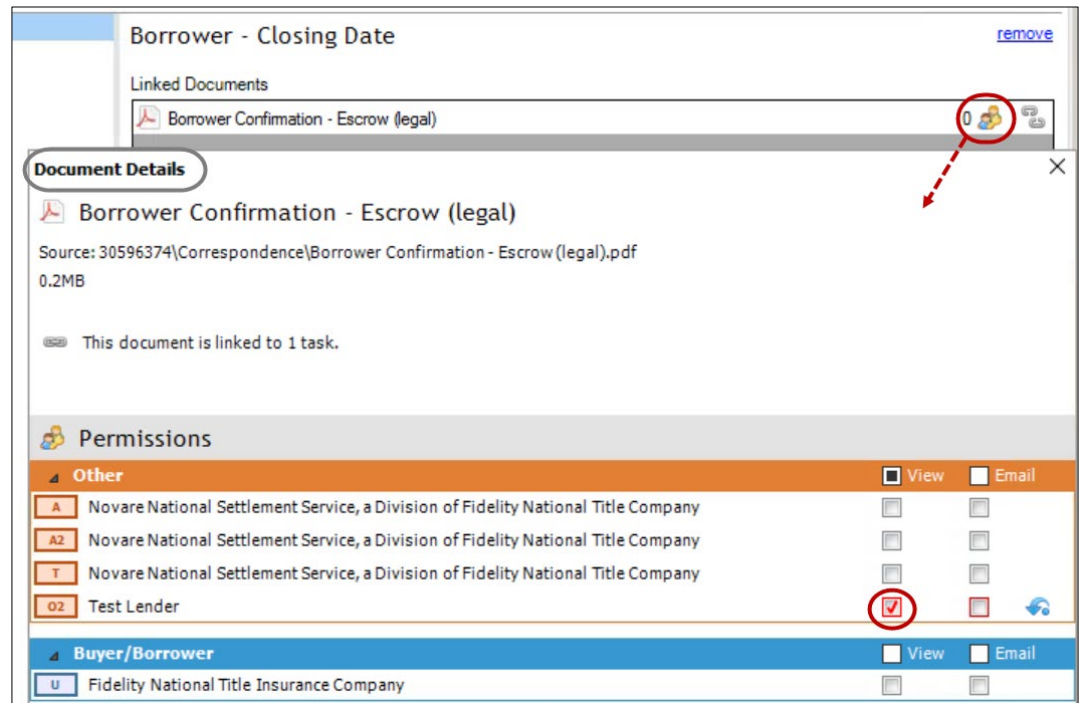 Borrower - Closing Date remove
Linked Documents
Borrower Confirmation - Escrow (legal) 0
Document Details
Borrower Confirmation - Escrow (legal)
Source: 30596374\Correspondence\Borrower Confirmation - Escrow (legal).pdf
0.2MB
This document is linked to 1 task.
Permissions
Other View Email
A Novare National Settlement Service, a Division of Fidelity National Title Company
A2 Novare National Settlement Service, a Division of Fidelity National Title Company
T Novare National Settlement Service, a Division of Fidelity National Title Company
O2 Test Lender
Buyer/Borrower View Email
U Fidelity National Title Insurance Company